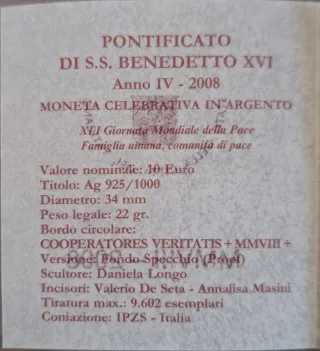 PONTIFICATO
DI S.S. BENEDETTO XVI
Anno IV - 2008
MONETA CELEBRATIVA IN ARGENTO
XLI Giornata Mondiale della Pace
Famiglia umana, comunità di pace
Valore nominale: 10 Euro
Titolo: Ag 925/1000
Diametro: 34 mm
Peso legale: 22 gr.
Bordo circolare:
COOPERATORES VERITATIS + MMVIII +
Versione: Fondo Specchio (Proof)
Scultore: Daniela Longo
Incisori: Valerio De Seta - Annalisa Masini
Tiratura max.: 9.602 esemplari
Coniazione: IPZS - Italia